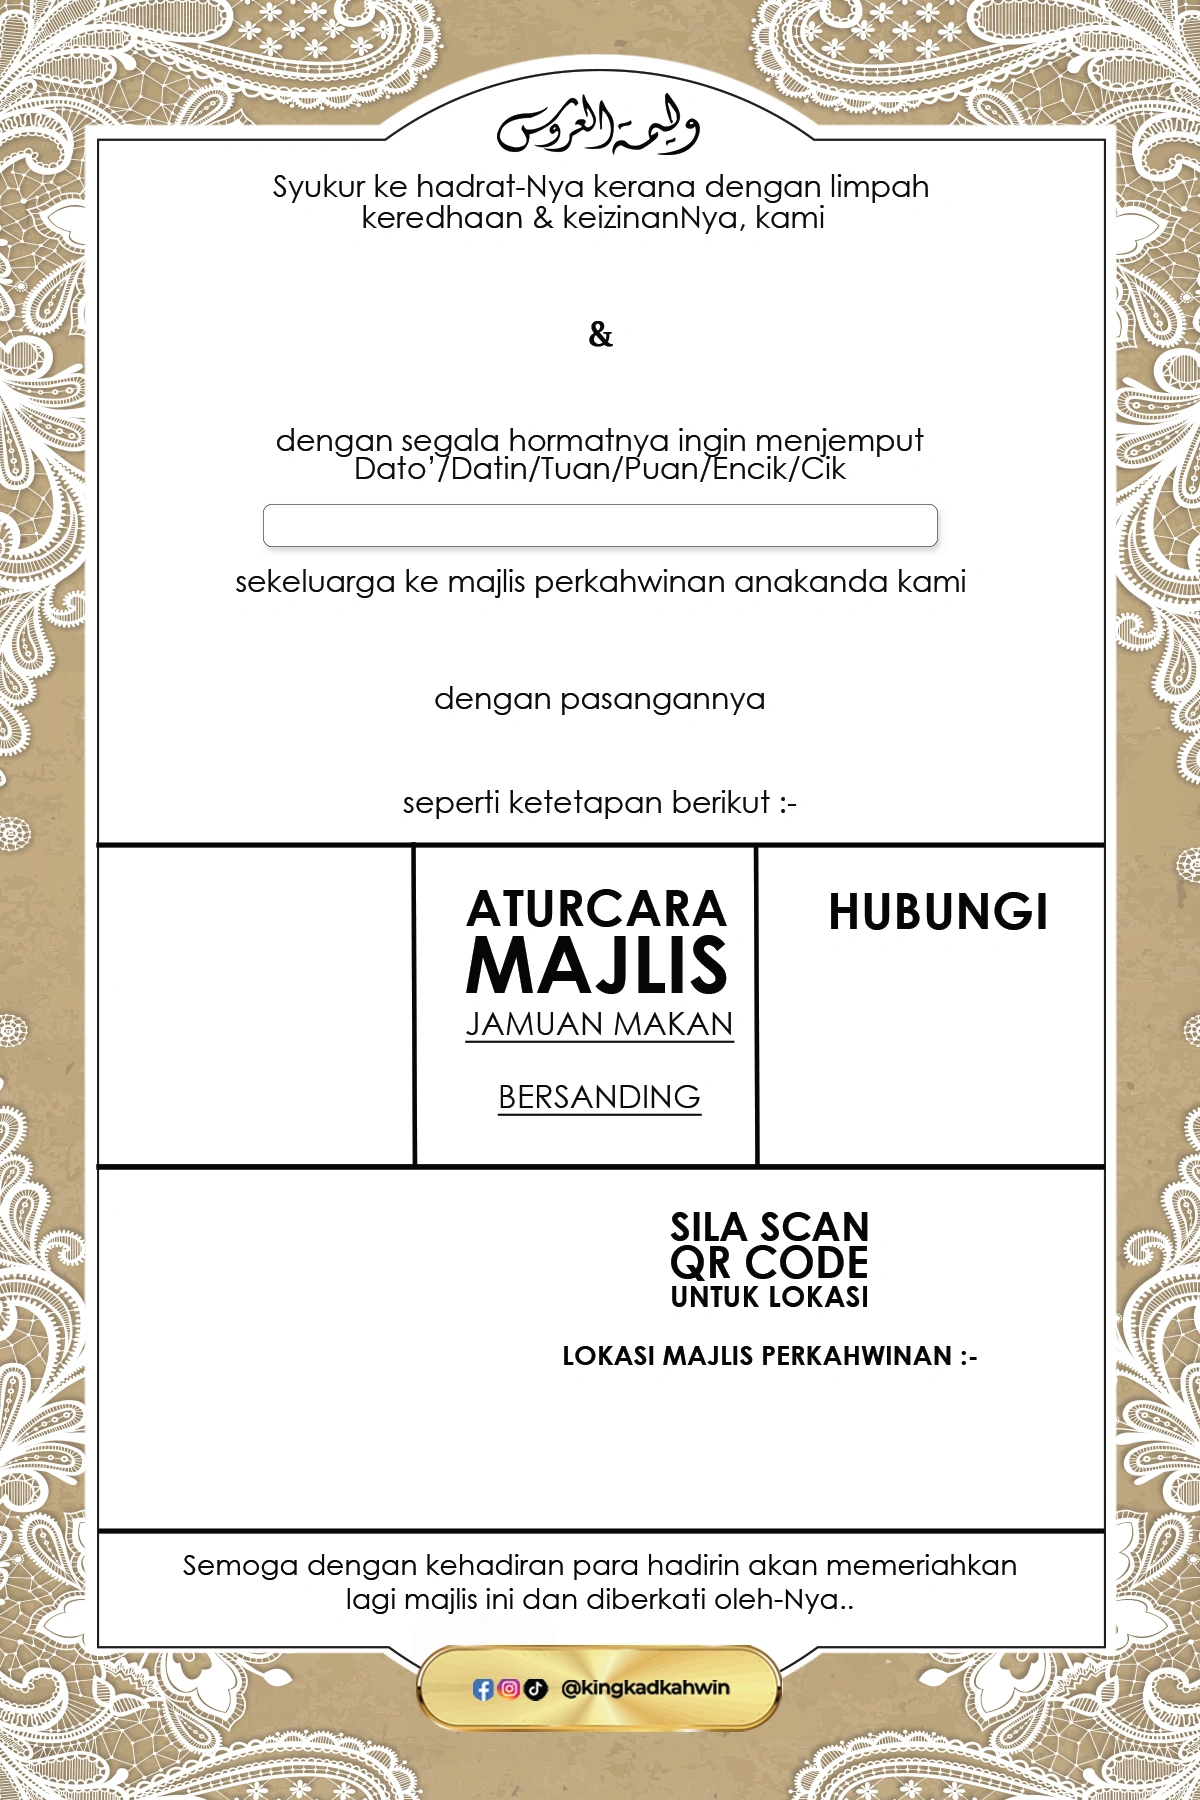 وليمة العروس
Syukur ke hadrat-Nya kerana dengan limpah
keredhaan & keizinanNya, kami
&
dengan segala hormatnya ingin menjemput
Dato'/Datin/Tuan/Puan/Encik/Cik
sekeluarga ke majlis perkahwinan anakanda kami
dengan pasangannya
seperti ketetapan berikut :-
ATURCARA
MAJLIS
JAMUAN MAKAN
BERSANDING
HUBUNGI
SILA SCAN
QR CODE
UNTUK LOKASI
LOKASI MAJLIS PERKAHWINAN :-
Semoga dengan kehadiran para hadirin akan memeriahkan
lagi majlis ini dan diberkati oleh-Nya..
@kingkadkahwin